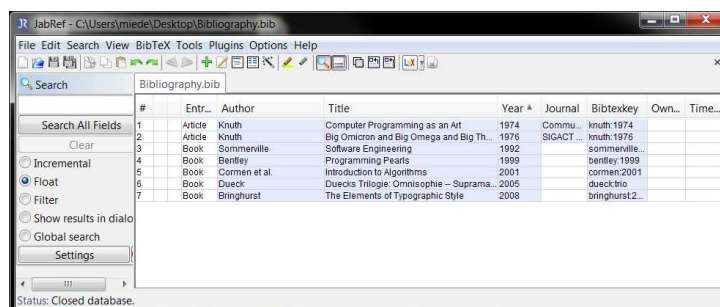 JabRef - C:\Users\miede\Desktop\Bibliography.bib
File Edit Search View BibTeX Tools Plugins Options Help
Search
Bibliography.bib
# Entr... Author Title Year Journal Bibtexkey Own... Time...
Search All Fields
Clear
Incremental
Float
Filter
Show results in dialo
Global search
Settings
1 Article Knuth Computer Programming as an Art 1974 Commu... knuth:1974
2 Article Knuth Big Omicron and Big Omega and Big Th... 1976 SIGACT ... knuth:1976
3 Book Sommerville Software Engineering 1992 sommerville...
4 Book Bentley Programming Pearls 1999 bentley:1999
5 Book Cormen et al. Introduction to Algorithms 2001 cormen:2001
6 Book Dueck Duecks Trilogie: Omnisophie -- Suprama... 2005 dueck:trio
7 Book Bringhurst The Elements of Typographic Style 2008 bringhurst:2...
Status: Closed database.